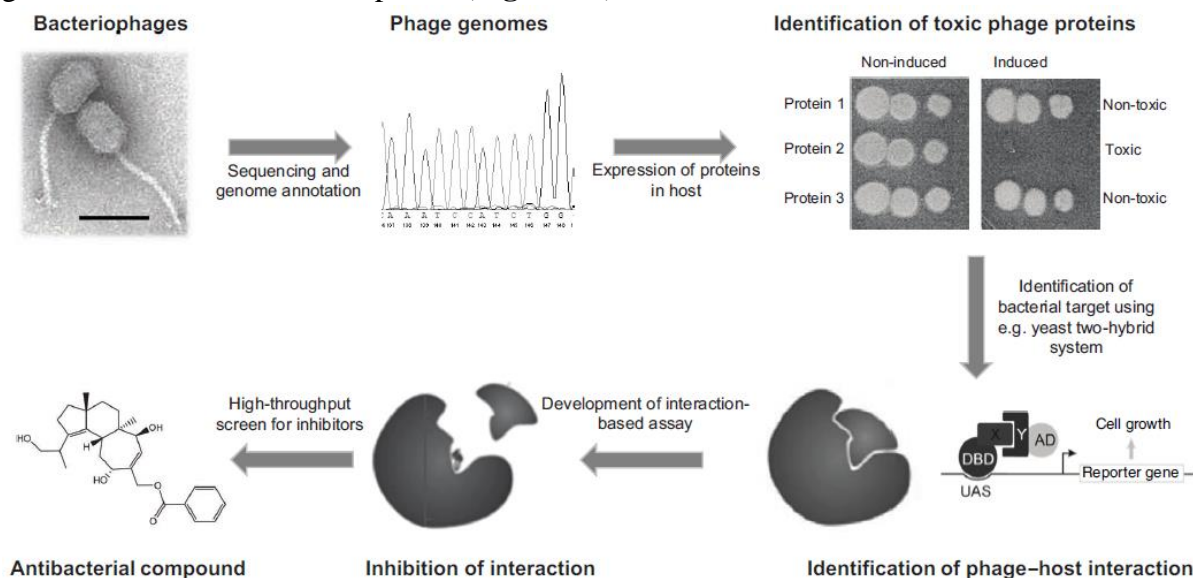 Bacteriophages
Phage genomes
Identification of toxic phage proteins
Non-induced
Induced
Sequencing and
genome annotation
A A A T C C A T C T G G
Expression of proteins
in host
Protein 1
Non-toxic
Protein 2
Toxic
Protein 3
Non-toxic
Identification of
bacterial target using
e.g. yeast two-hybrid
system
X
Y
AD
DBD
UAS
Cell growth
Reporter gene
Identification of phage–host interaction
Development of interaction-
based assay
Inhibition of interaction
High-throughput
screen for inhibitors
HO
OH
H
HO
O
O
Antibacterial compound